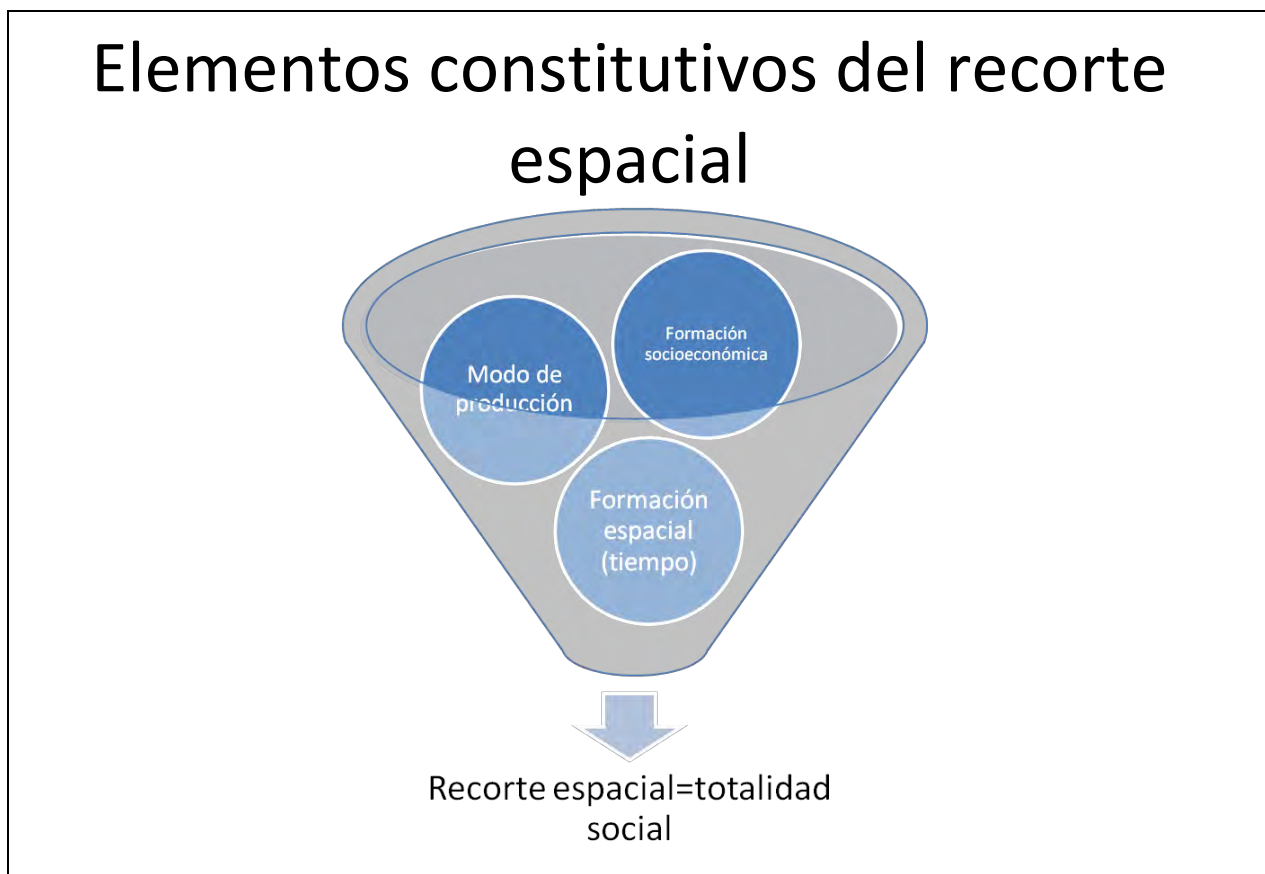 Elementos constitutivos del recorte
espacial
Formación
socioeconómica
Modo de
producción
Formación
espacial
(tiempo)
Recorte espacial=totalidad
social